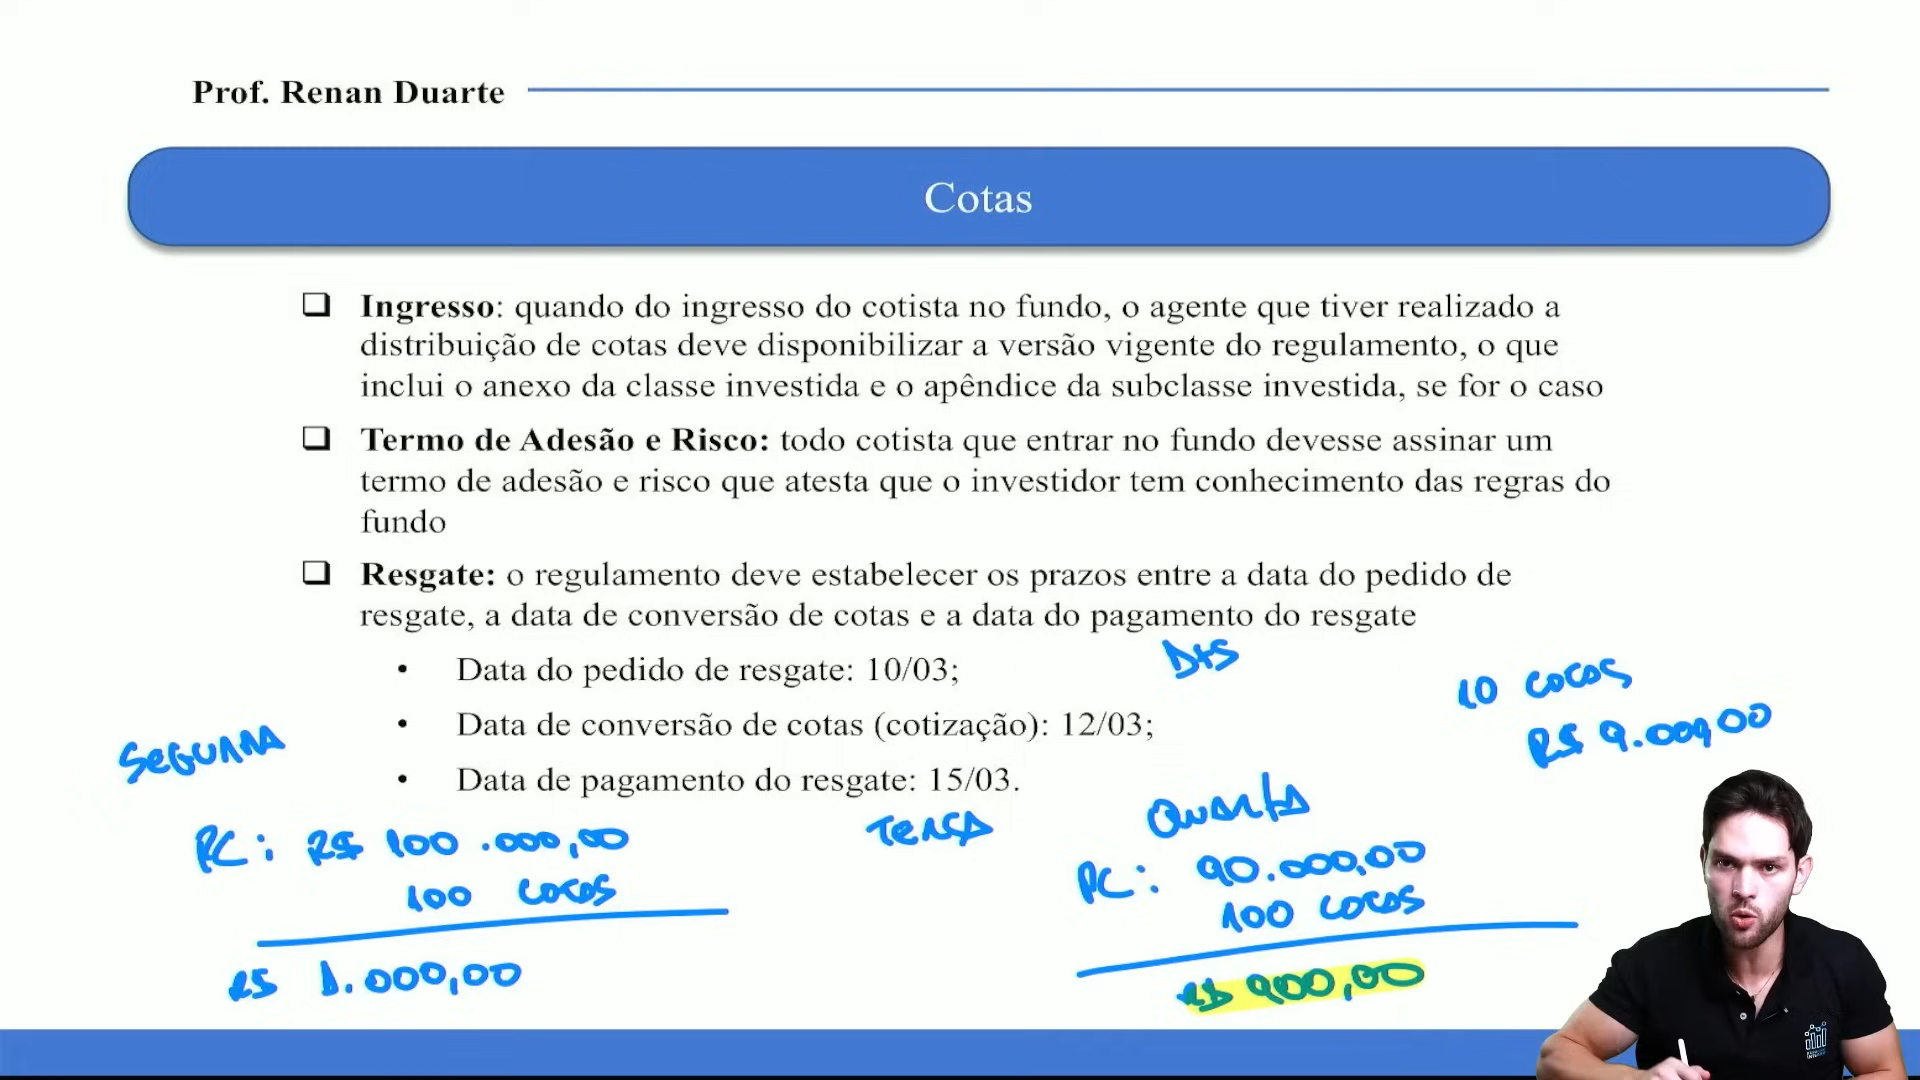 Prof. Renan Duarte
Cotas
❑ Ingresso: quando do ingresso do cotista no fundo, o agente que tiver realizado a
distribuição de cotas deve disponibilizar a versão vigente do regulamento, o que
inclui o anexo da classe investida e o apêndice da subclasse investida, se for o caso
❑ Termo de Adesão e Risco: todo cotista que entrar no fundo devesse assinar um
termo de adesão e risco que atesta que o investidor tem conhecimento das regras do
fundo
❑ Resgate: o regulamento deve estabelecer os prazos entre a data do pedido de
resgate, a data de conversão de cotas e a data do pagamento do resgate
• Data do pedido de resgate: 10/03;
• Data de conversão de cotas (cotização): 12/03;
• Data de pagamento do resgate: 15/03.
D+5
10 COTAS
R$ 9.000,00
SEGUNDA
PL: R$ 100.000,00
100 COTAS
R$ 1.000,00
TERÇA
QUARTA
PL: 90.000,00
100 COTAS
R$ 900,00